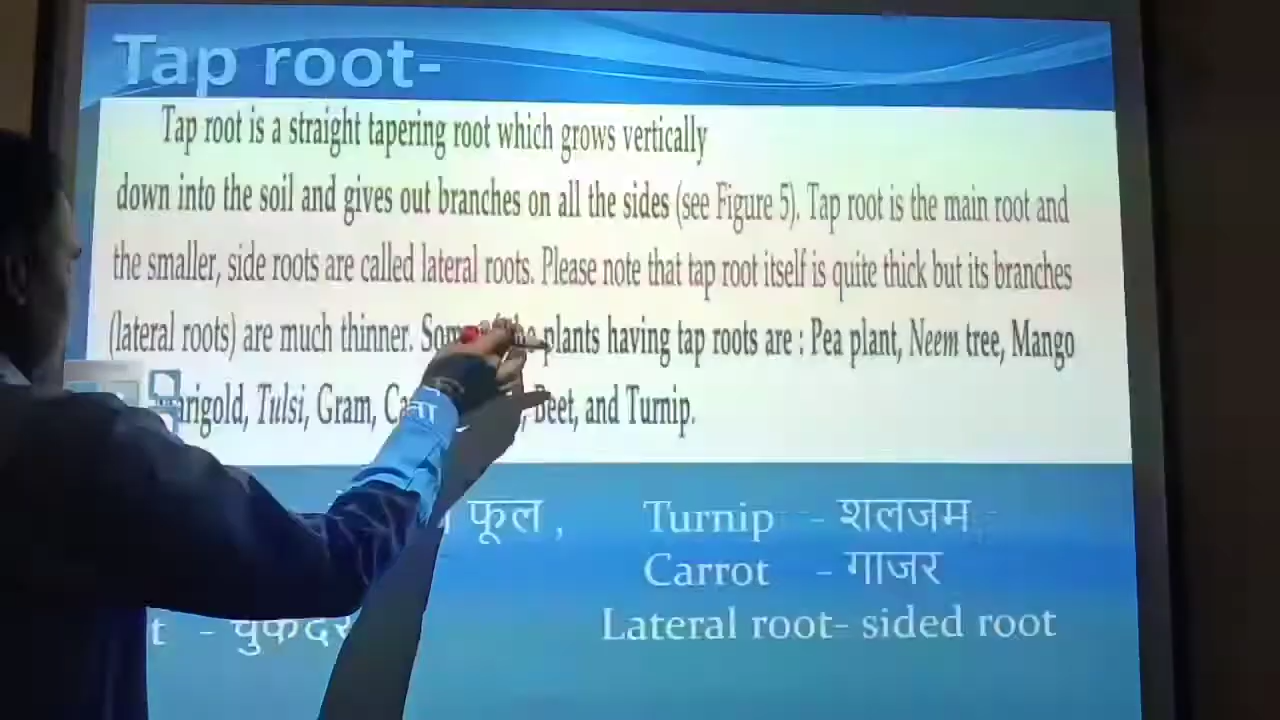 Tap root-
Tap root is a straight tapering root which grows vertically
down into the soil and gives out branches on all the sides (see Figure 5). Tap root is the main root and
the smaller, side roots are called lateral roots. Please note that tap root itself is quite thick but its branches
(lateral roots) are much thinner. the plants having tap roots are : Pea plant, Neem tree, Mango
Tulsi, Gram, Beet, and Turnip.
फूल , Turnip - शलजम
Carrot - गाजर
- चुकंदर Lateral root- sided root